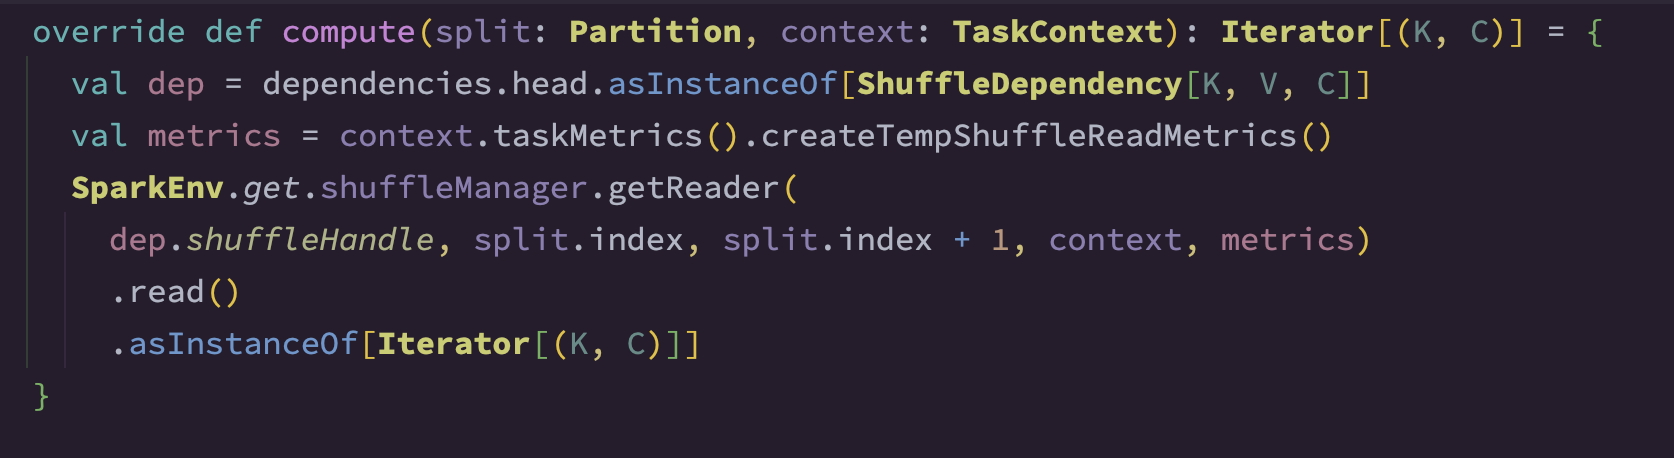 override def compute(split: Partition, context: TaskContext): Iterator[(K, C)] = {
  val dep = dependencies.head.asInstanceOf[ShuffleDependency[K, V, C]]
  val metrics = context.taskMetrics().createTempShuffleReadMetrics()
  SparkEnv.get.shuffleManager.getReader(
    dep.shuffleHandle, split.index, split.index + 1, context, metrics)
    .read()
    .asInstanceOf[Iterator[(K, C)]]
}